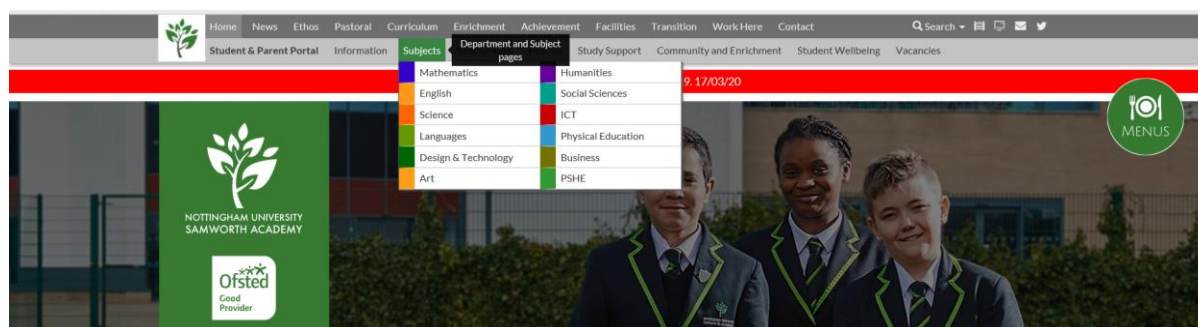 Home News Ethos Pastoral Curriculum Enrichment Achievement Facilities Transition Work Here Contact Search
Student & Parent Portal Information Subjects Department and Subject pages Study Support Community and Enrichment Student Wellbeing Vacancies
Mathematics Humanities
9. 17/03/20
English Social Sciences
Science ICT
Languages Physical Education
Design & Technology Business
Art PSHE
MENUS
NOTTINGHAM UNIVERSITY
SAMWORTH ACADEMY
Ofsted
Good
Provider